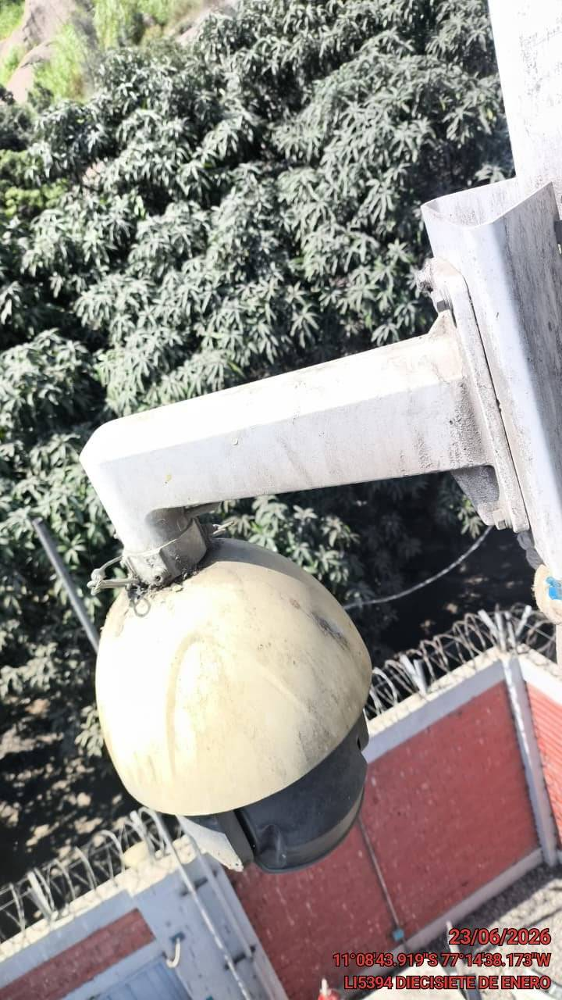 23/06/2026
11°08'43.919"S 77°14'38.173"W
LI5394 DIECISIETE DE ENERO